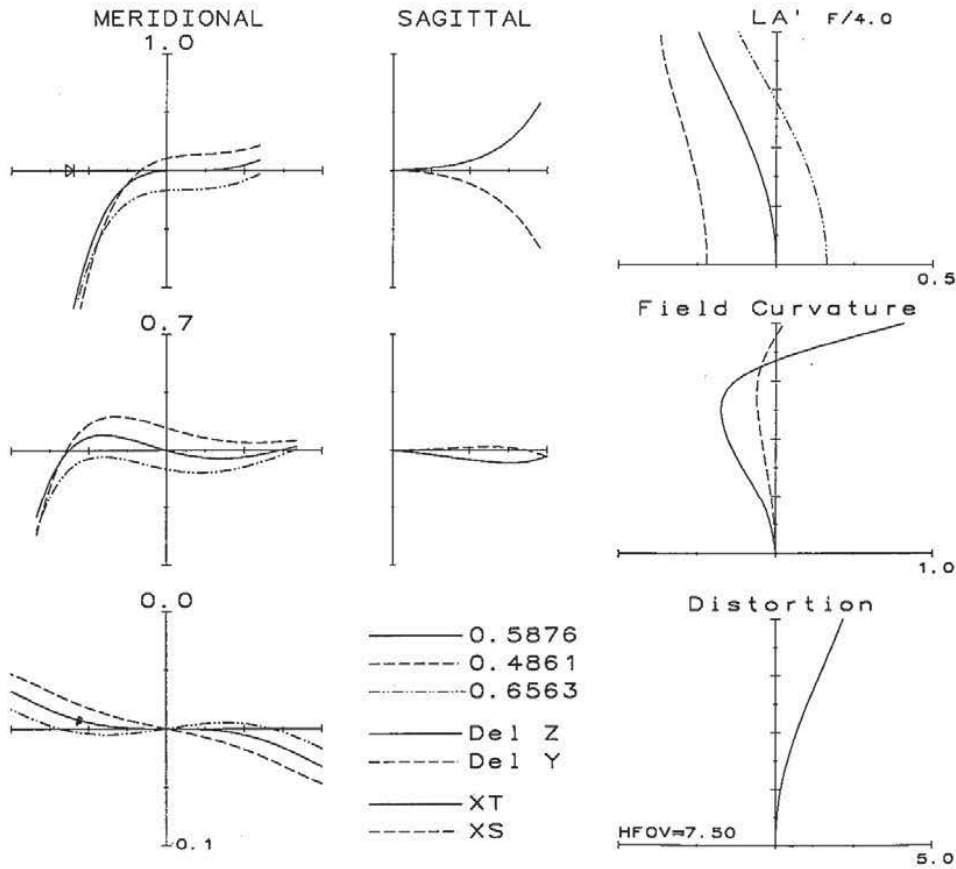 MERIDIONAL
SAGITTAL
LA' F/4.0
1.0
0.5
0.7
Field Curvature
1.0
0.0
Distortion
0.5876
0.4861
0.6563
Del Z
Del Y
XT
XS
-0.1
HFOV=7.50
5.0